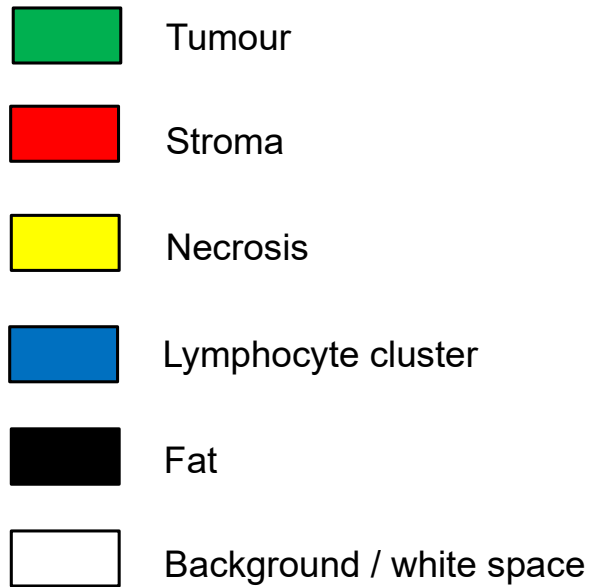 Tumour
Stroma
Necrosis
Lymphocyte cluster
Fat
Background / white space